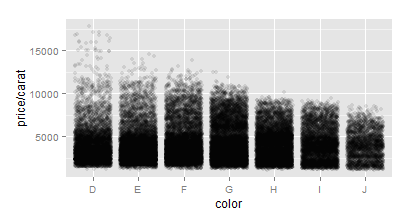 price/carat
15000
10000
5000
D E F G H I J
color